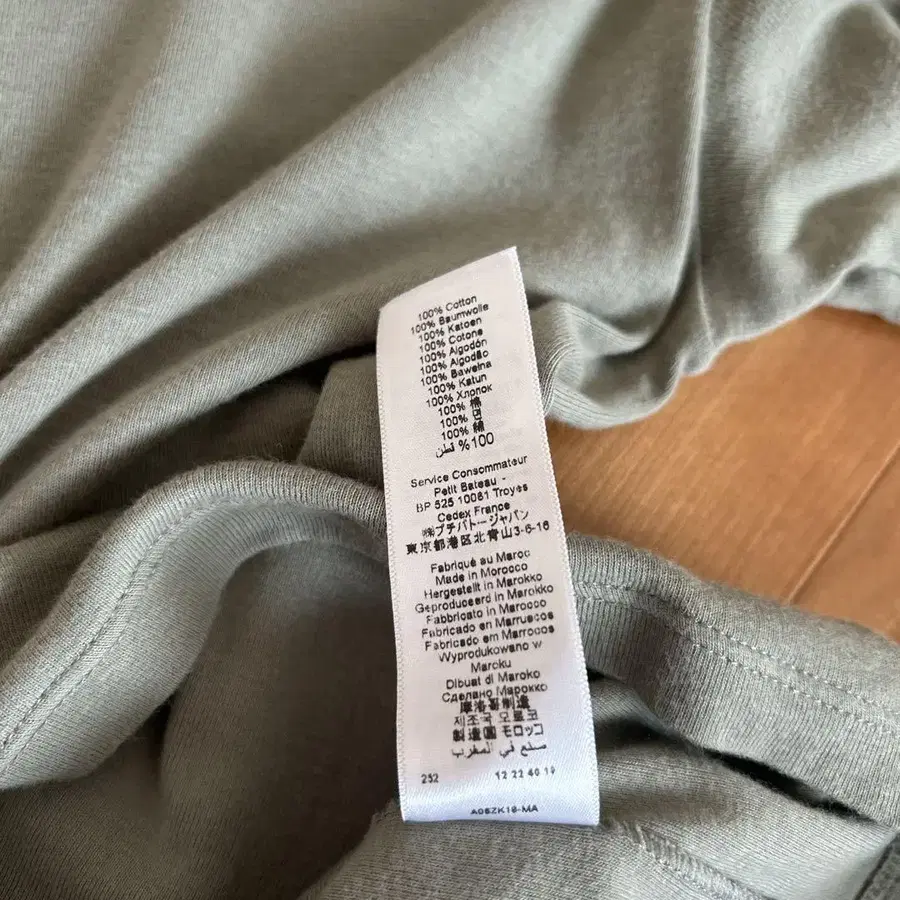 100% Cotton
100% Baumwolle
100% Katoen
100% Cotone
100% Algodón
100% Algodão
100% Bawełna
100% Katun
100% Хлопок
100% 棉
100% 면
100% 綿
100% قطن
Service Consommateur
Petit Bateau -
BP 525 10081 Troyes
Cedex France
㈱プチバトー・ジャパン
東京都港区北青山3-6-16
Fabriqué au Maroc
Made in Morocco
Hergestellt in Marokko
Geproduceerd in Marokko
Fabbricato in Marocco
Fabricado en Marruecos
Fabricado em Marrocos
Wyprodukowano w
Maroku
Dibuat di Maroko
Сделано Марокко
摩洛哥制造
제조국 모로코
製造国 モロッコ
صنع في المغرب
252 12 22 40 19
A06ZK19-MA